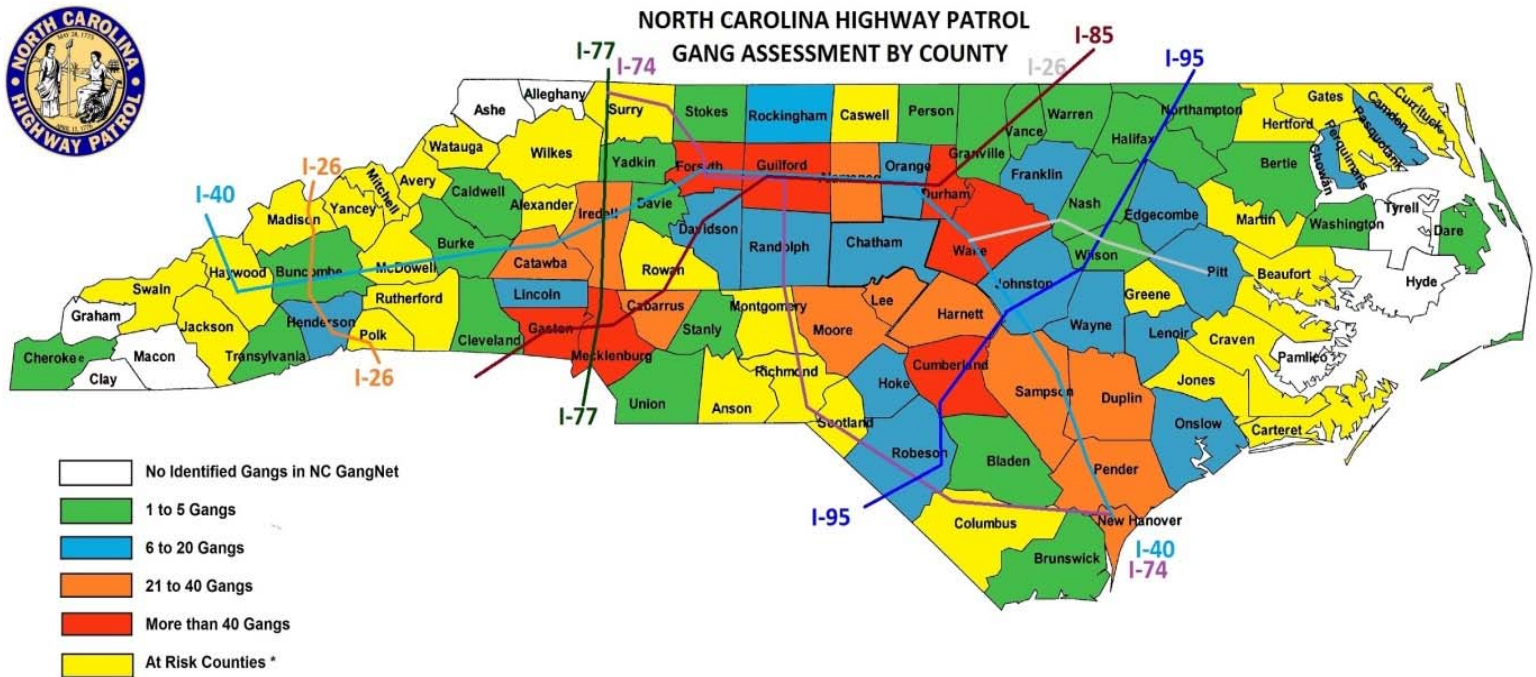 NORTH CAROLINA HIGHWAY PATROL
GANG ASSESSMENT BY COUNTY
NORTH CAROLINA
HIGHWAY PATROL
MAY 20, 1775
APRIL 12, 1776
I-77
I-74
I-26
I-85
I-95
Ashe
Alleghany
Surry
Stokes
Rockingham
Caswell
Person
Vance
Warren
Northampton
Gates
Hertford
Camden
Currituck
Pasquotank
Perquimans
Chowan
Watauga
Wilkes
Yadkin
Forsyth
Guilford
Orange
Granville
Durham
Franklin
Halifax
Bertie
I-26
I-40
Mitchell
Avery
Caldwell
Alexander
Iredell
Davie
Nash
Edgecombe
Martin
Washington
Tyrell
Dare
Madison
Yancey
Burke
Davidson
Randolph
Chatham
Wake
Wilson
Pitt
Haywood
Buncombe
McDowell
Catawba
Rowan
Johnston
Greene
Beaufort
Hyde
Swain
Rutherford
Lincoln
Cabarrus
Montgomery
Lee
Harnett
Wayne
Lenoir
Craven
Pamlico
Graham
Jackson
Henderson
Polk
Cleveland
Gaston
Mecklenburg
Stanly
Moore
Cherokee
Macon
Clay
Transylvania
I-26
I-77
Union
Anson
Richmond
Scotland
Hoke
Cumberland
Sampson
Duplin
Jones
Onslow
Carteret
Robeson
Bladen
Pender
I-95
Columbus
New Hanover
Brunswick
I-40
I-74
No Identified Gangs in NC GangNet
1 to 5 Gangs
6 to 20 Gangs
21 to 40 Gangs
More than 40 Gangs
At Risk Counties *